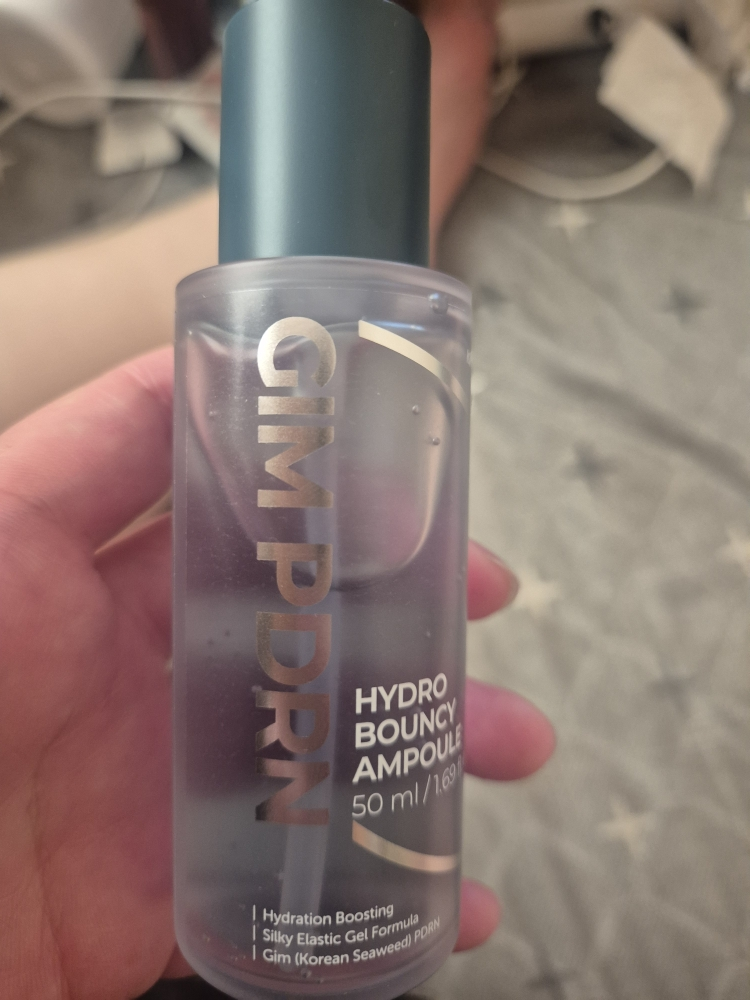 GIM PDRN
HYDRO
BOUNCY
AMPOULE
50 ml / 1.69 fl
| Hydration Boosting
| Silky Elastic Gel Formula
| Gim (Korean Seaweed) PDRN